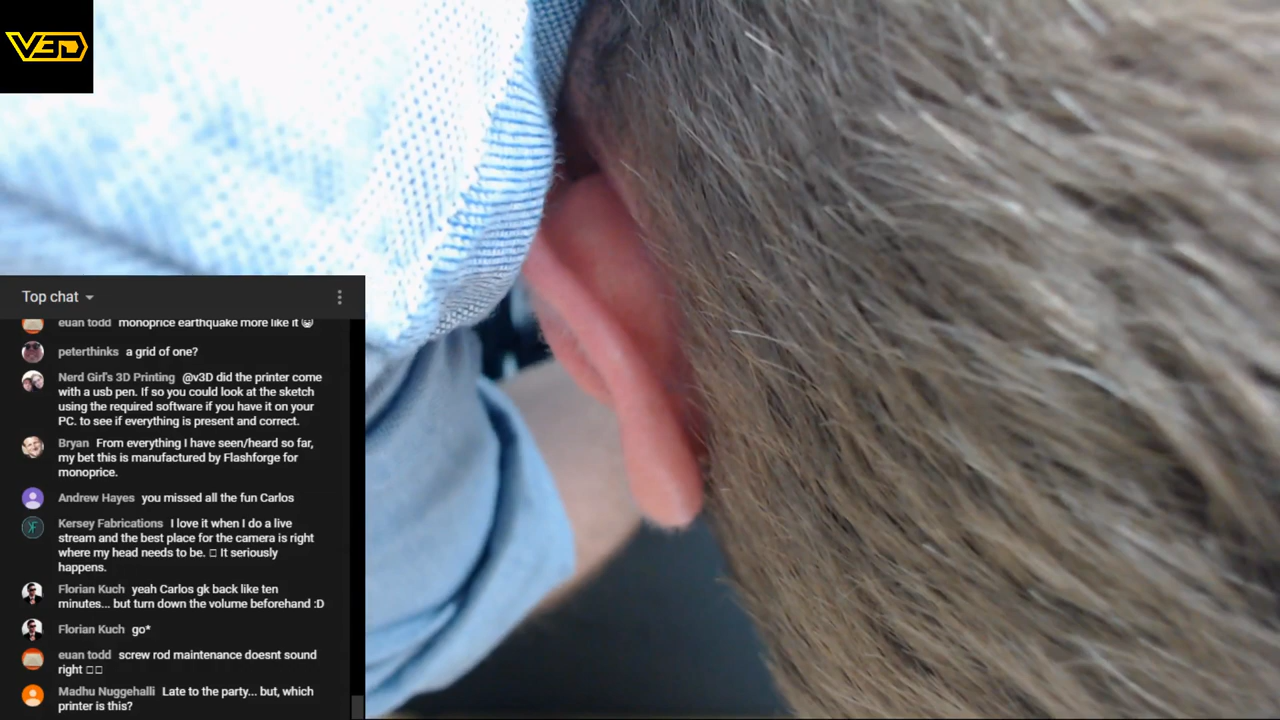 V3D
Top chat
euan todd monoprice earthquake more like it
peterthinks a grid of one?
Nerd Girl's 3D Printing @v3D did the printer come
with a usb pen. If so you could look at the sketch
using the required software if you have it on your
PC. to see if everything is present and correct.
Bryan From everything I have seen/heard so far,
my bet this is manufactured by Flashforge for
monoprice.
Andrew Hayes you missed all the fun Carlos
Kersey Fabrications I love it when I do a live
stream and the best place for the camera is right
where my head needs to be. It seriously
happens.
Florian Kuch yeah Carlos gk back like ten
minutes... but turn down the volume beforehand :D
Florian Kuch go*
euan todd screw rod maintenance doesnt sound
right
Madhu Nuggehalli Late to the party... but, which
printer is this?